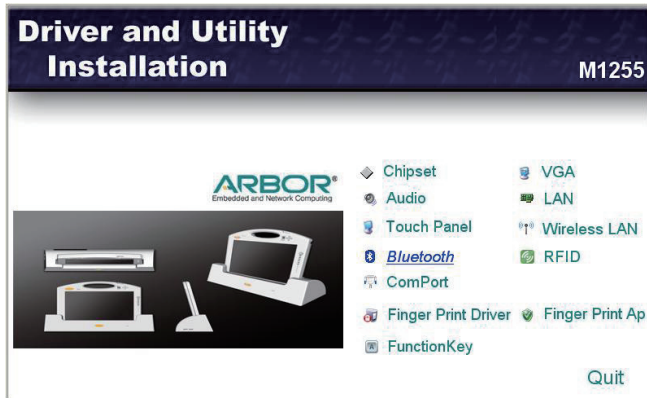 Driver and Utility
Installation
M1255
ARBOR®
Embedded and Network Computing
Chipset
VGA
Audio
LAN
Touch Panel
Wireless LAN
Bluetooth
RFID
ComPort
Finger Print Driver
Finger Print Ap
FunctionKey
Quit